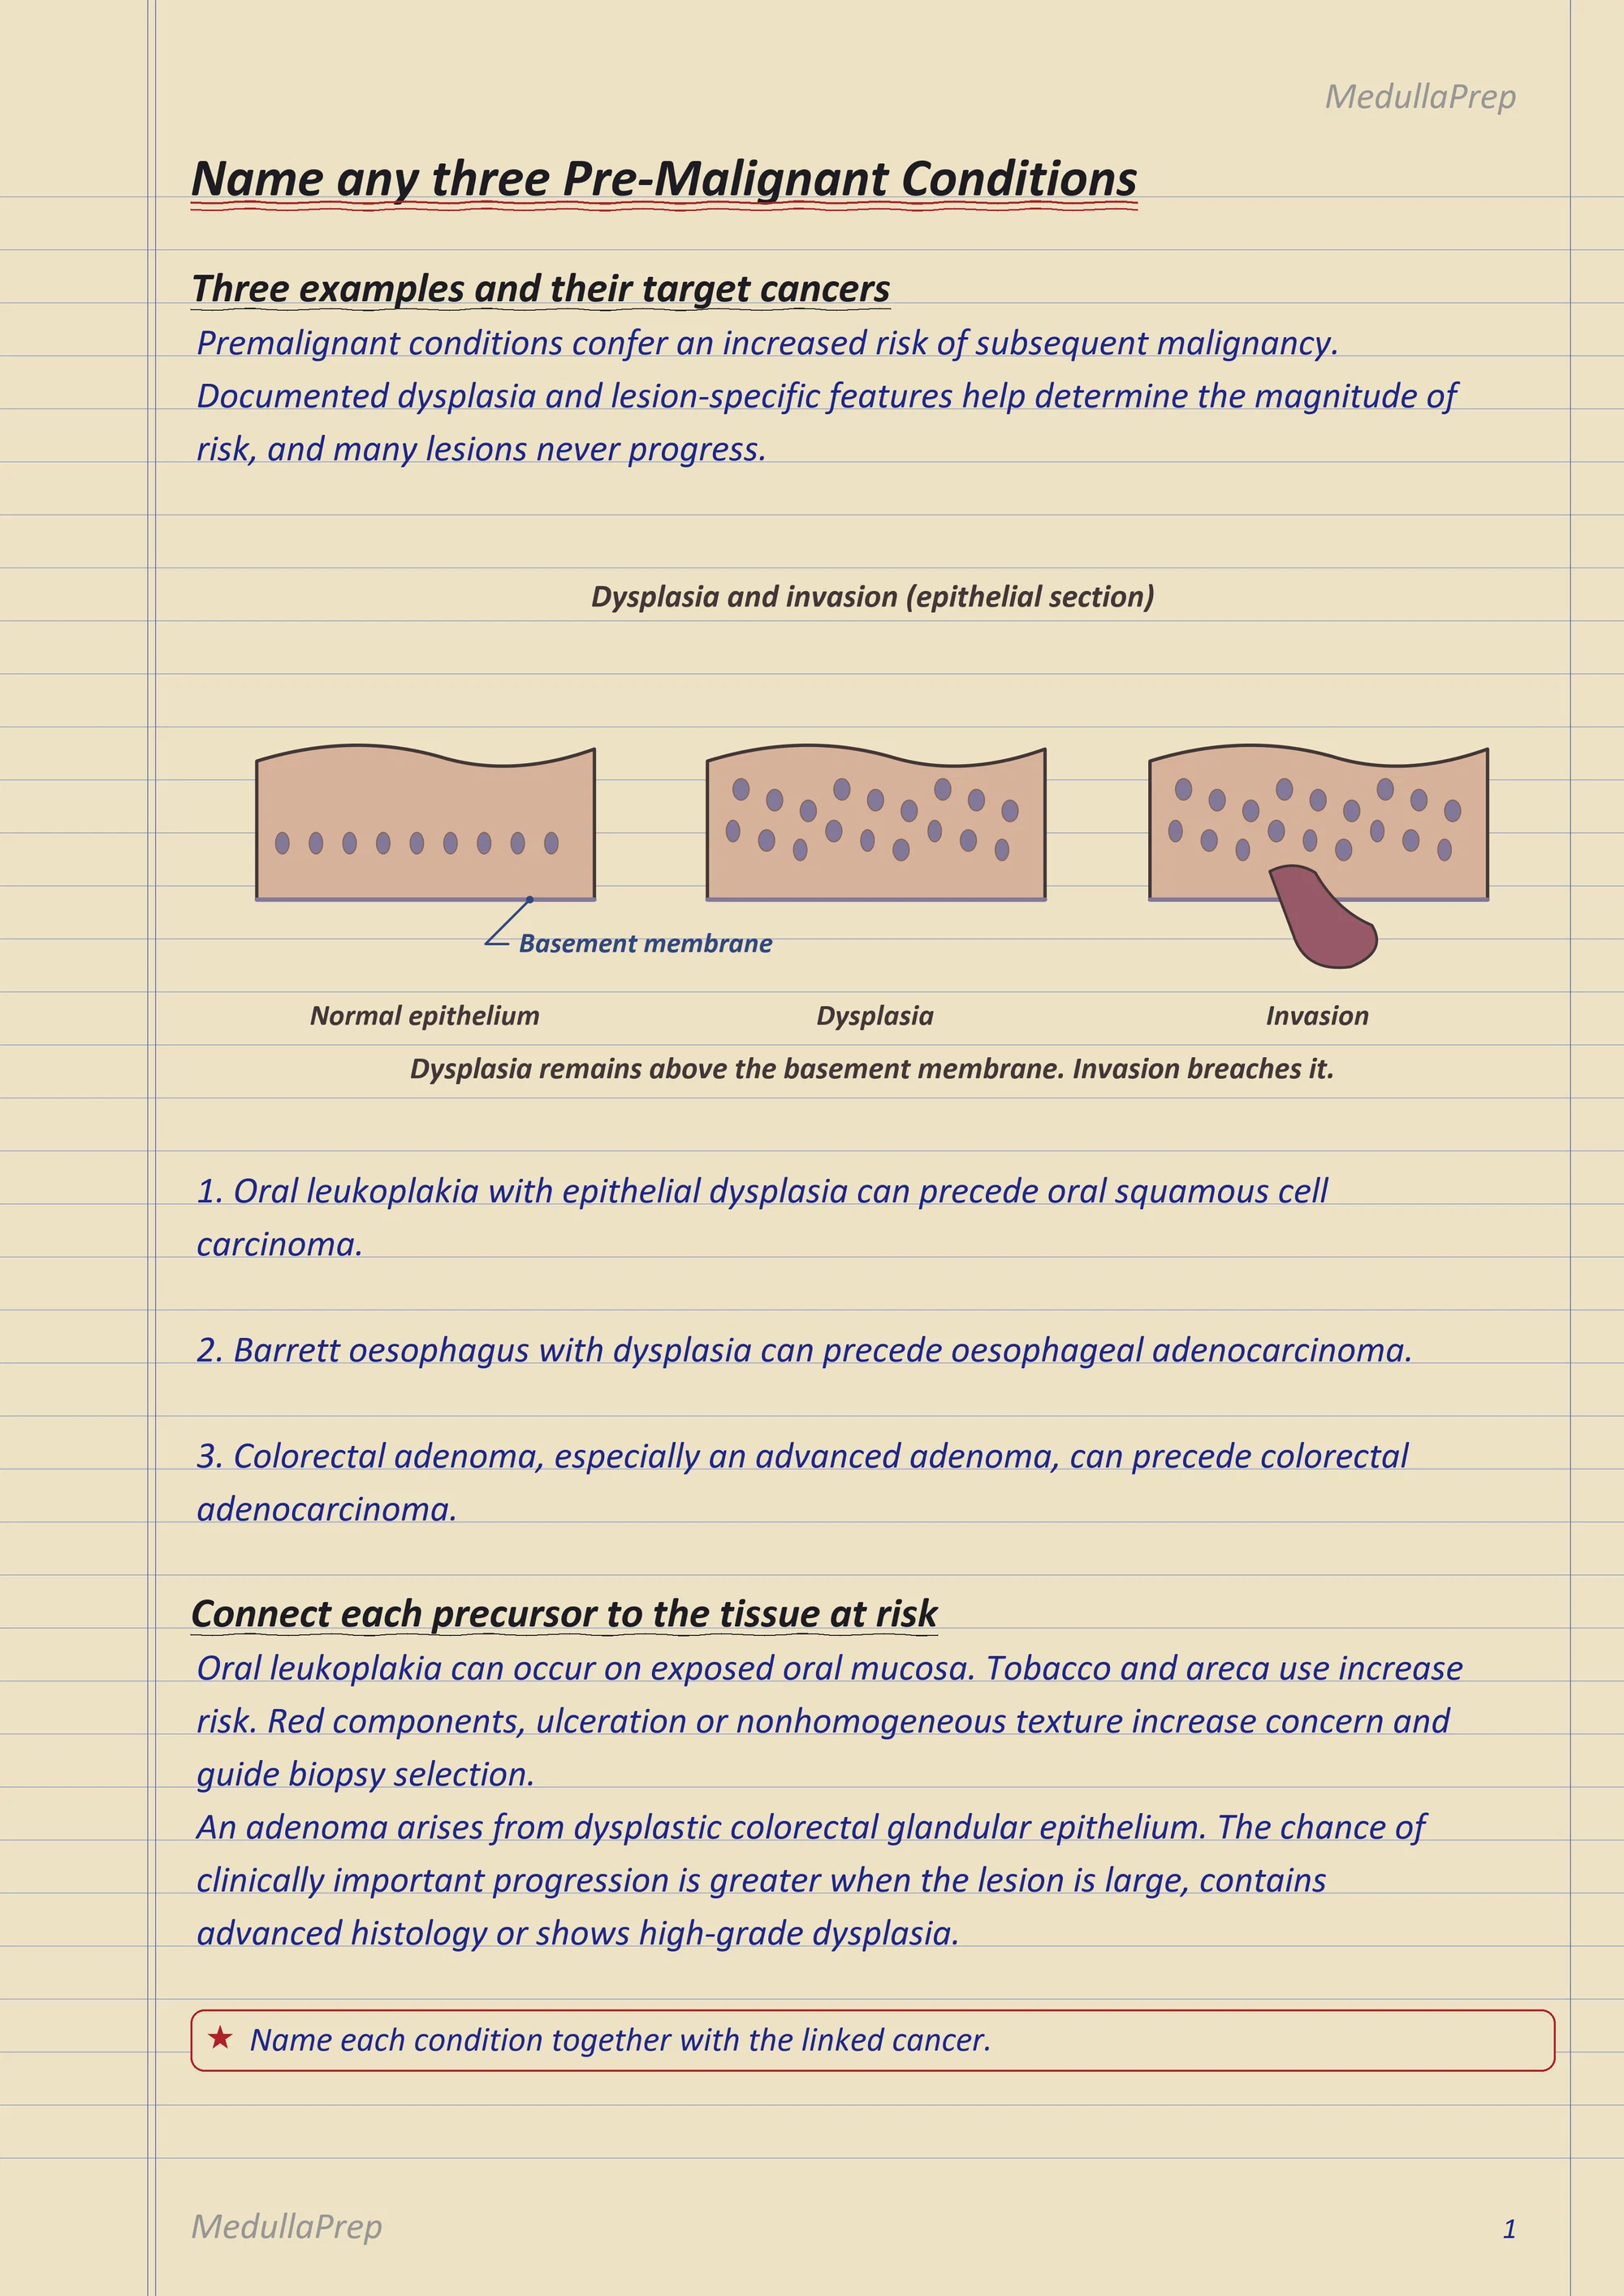 MedullaPrep
Name any three Pre-Malignant Conditions
Three examples and their target cancers
Premalignant conditions confer an increased risk of subsequent malignancy.
Documented dysplasia and lesion-specific features help determine the magnitude of
risk, and many lesions never progress.
Dysplasia and invasion (epithelial section)
Basement membrane
Normal epithelium
Dysplasia
Invasion
Dysplasia remains above the basement membrane. Invasion breaches it.
1. Oral leukoplakia with epithelial dysplasia can precede oral squamous cell
carcinoma.
2. Barrett oesophagus with dysplasia can precede oesophageal adenocarcinoma.
3. Colorectal adenoma, especially an advanced adenoma, can precede colorectal
adenocarcinoma.
Connect each precursor to the tissue at risk
Oral leukoplakia can occur on exposed oral mucosa. Tobacco and areca use increase
risk. Red components, ulceration or nonhomogeneous texture increase concern and
guide biopsy selection.
An adenoma arises from dysplastic colorectal glandular epithelium. The chance of
clinically important progression is greater when the lesion is large, contains
advanced histology or shows high-grade dysplasia.
★ Name each condition together with the linked cancer.
MedullaPrep
1